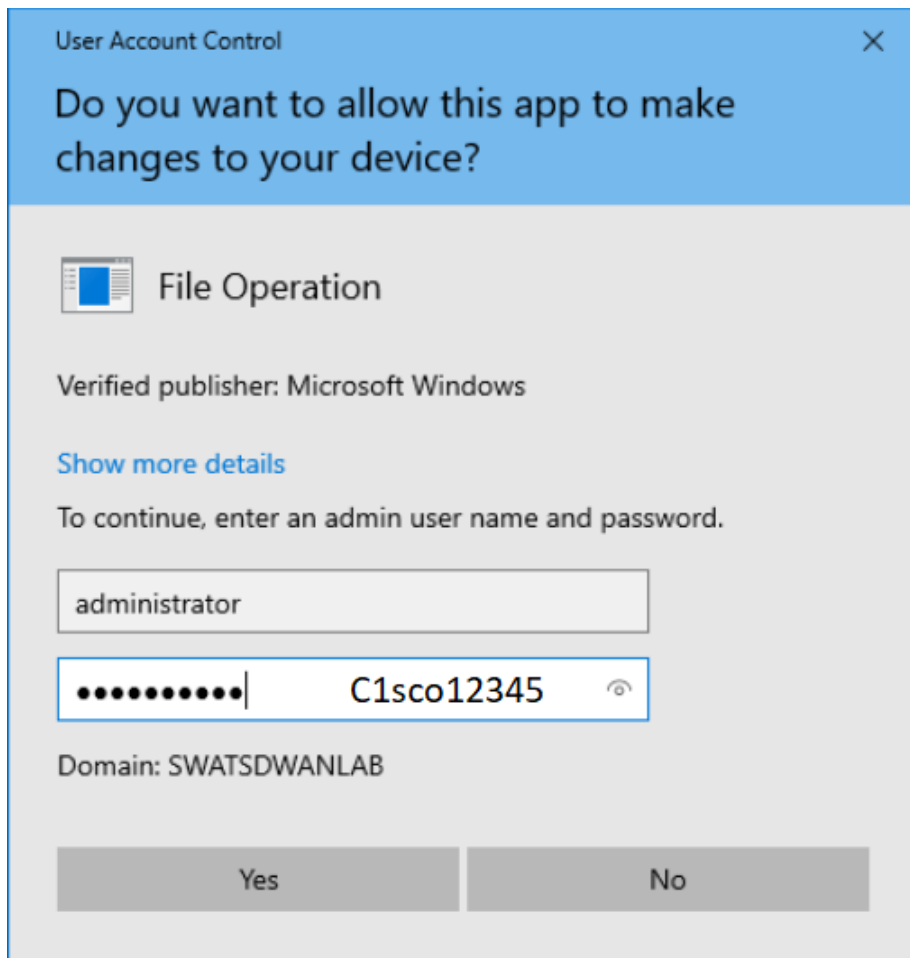 User Account Control
Do you want to allow this app to make
changes to your device?
File Operation
Verified publisher: Microsoft Windows
Show more details
To continue, enter an admin user name and password.
administrator
●●●●●●●●●● C1sco12345
Domain: SWATSDWANLAB
Yes No